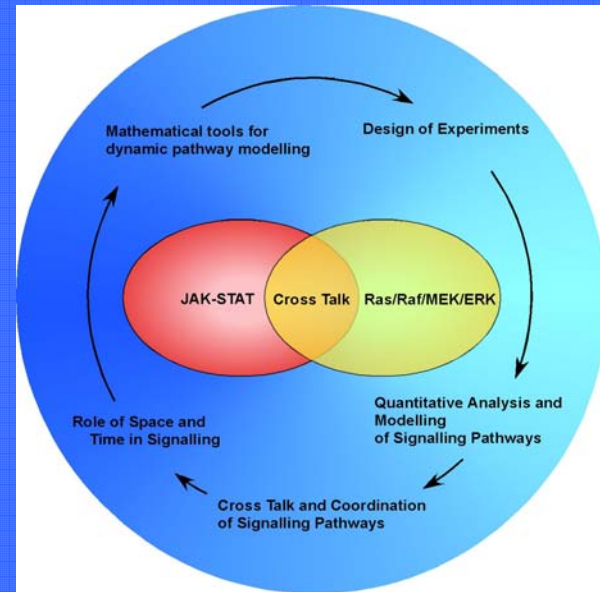 Mathematical tools for
dynamic pathway modelling
Design of Experiments
JAK-STAT
Cross Talk
Ras/Raf/MEK/ERK
Quantitative Analysis and
Modelling
of Signalling Pathways
Role of Space and
Time in Signalling
Cross Talk and Coordination
of Signalling Pathways